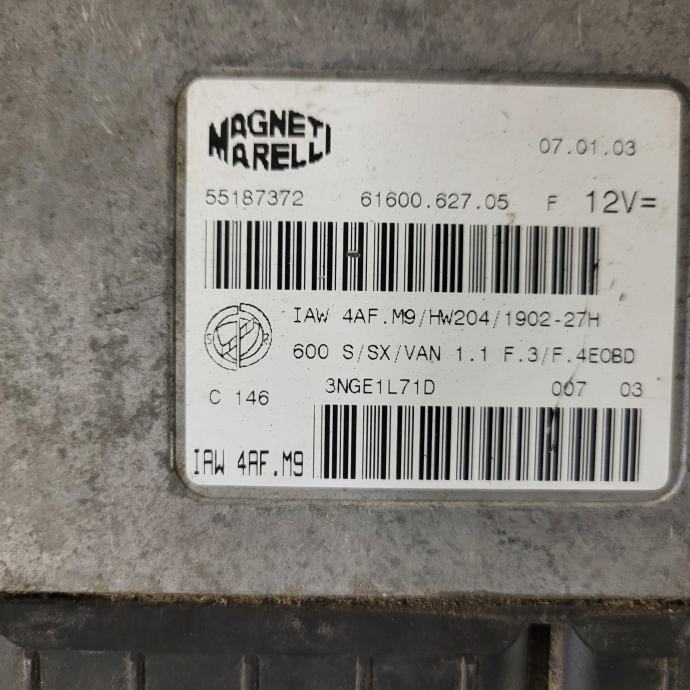 MAGNETI
MARELLI
07.01.03
55187372 61600.627.05 F 12V=
IAW 4AF.M9/HW204/1902-27H
600 S/SX/VAN 1.1 F.3/F.4EOBD
C 146 3NGE1L71D 007 03
IAW 4AF.M9